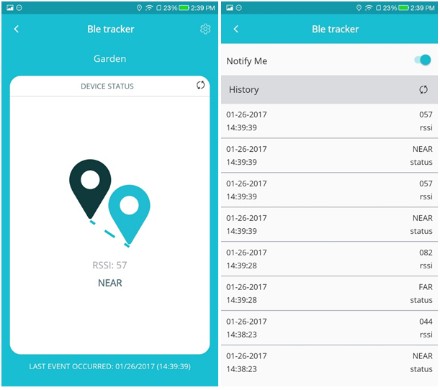 23% 2:39 PM
Ble tracker
Garden
DEVICE STATUS
RSSI: 57
NEAR
LAST EVENT OCCURRED: 01/26/2017 (14:39:39)
23% 2:39 PM
Ble tracker
Notify Me
History
01-26-2017 057
14:39:39 rssi
01-26-2017 NEAR
14:39:39 status
01-26-2017 057
14:39:39 rssi
01-26-2017 NEAR
14:39:39 status
01-26-2017 082
14:39:28 rssi
01-26-2017 FAR
14:39:28 status
01-26-2017 044
14:38:23 rssi
01-26-2017 NEAR
14:38:23 status